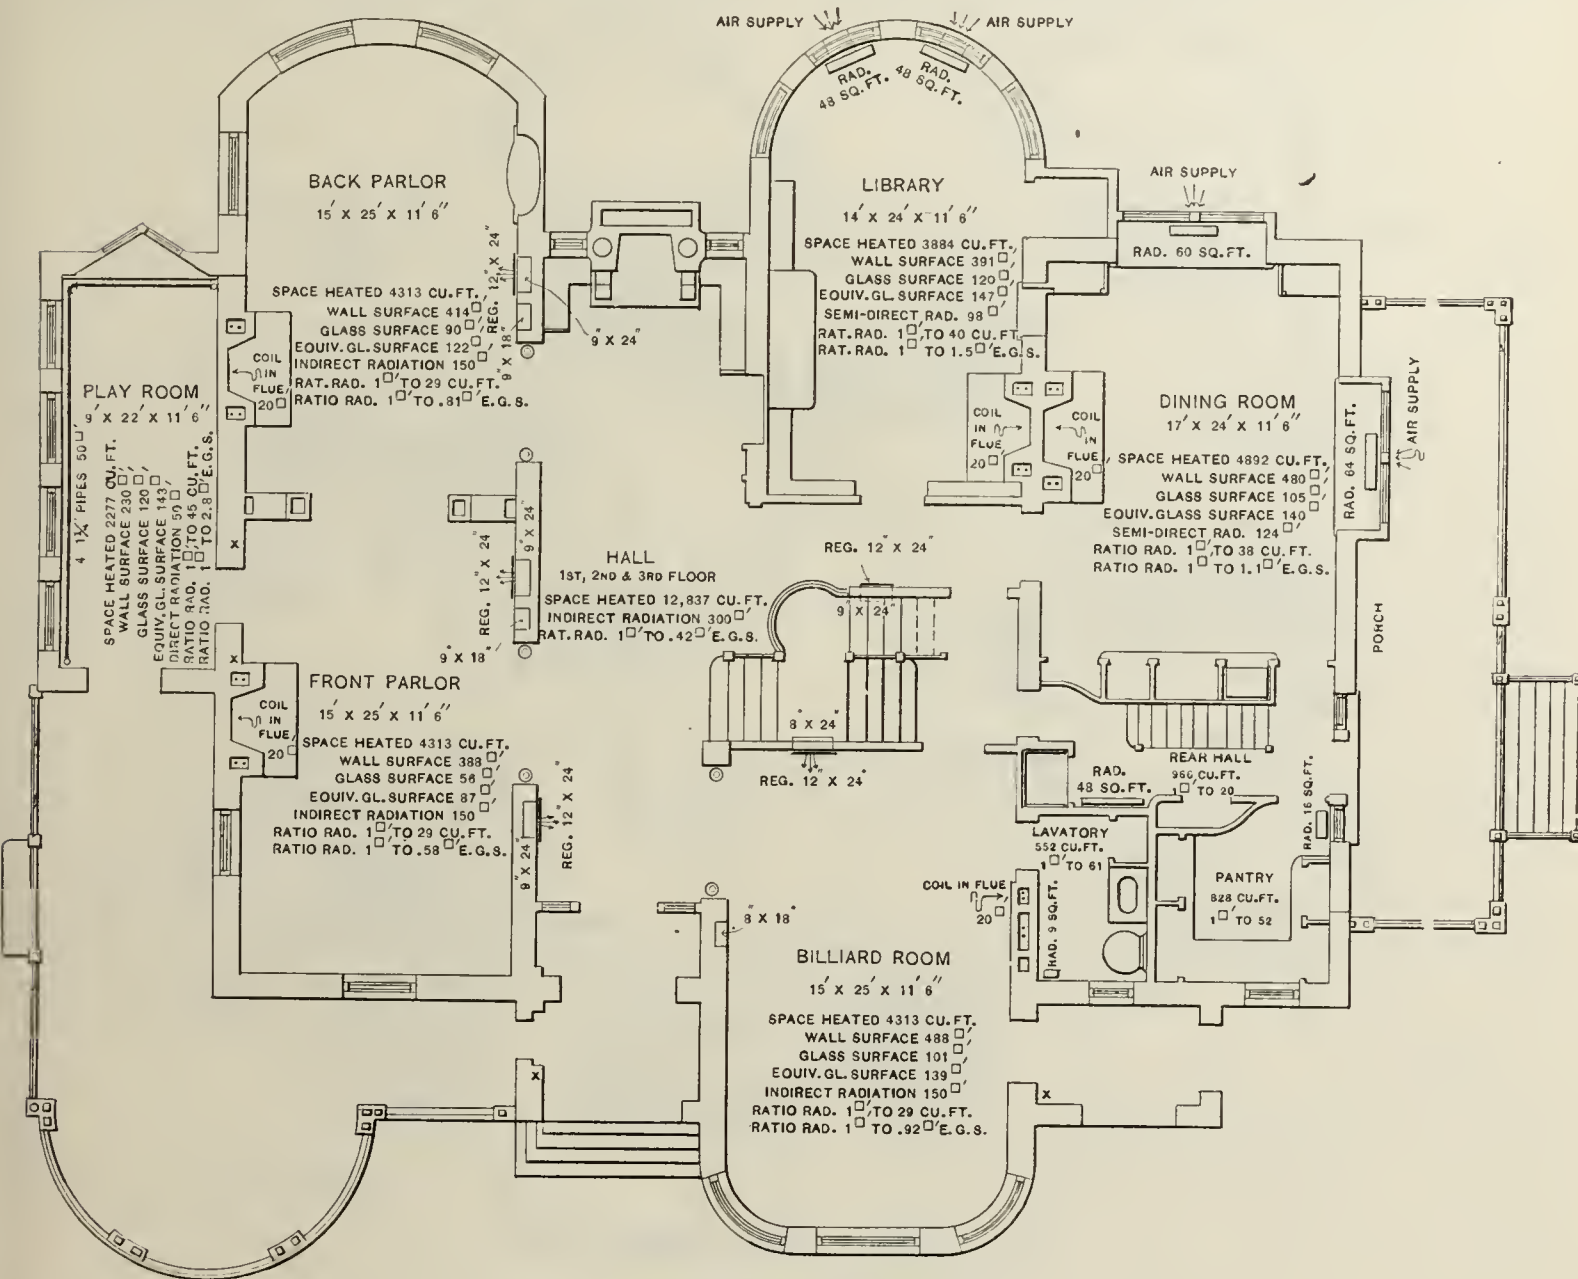 AIR SUPPLY
AIR SUPPLY
RAD.
48 SQ.FT.
RAD.
48 SQ.FT.
BACK PARLOR
15' X 25' X 11' 6"
SPACE HEATED 4313 CU.FT.
WALL SURFACE 414 □'
GLASS SURFACE 90 □'
EQUIV.GL.SURFACE 122 □'
INDIRECT RADIATION 150 □'
RAT.RAD. 1 □' TO 29 CU.FT.
RATIO RAD. 1 □' TO .81 □' E.G.S.
REG. 12" X 24"
9" X 18"
9" X 24"
COIL
IN
FLUE
20 □'
LIBRARY
14' X 24' X 11' 6"
SPACE HEATED 3884 CU.FT.
WALL SURFACE 391 □'
GLASS SURFACE 120 □'
EQUIV.GL.SURFACE 147 □'
SEMI-DIRECT RAD. 98 □'
RAT.RAD. 1 □' TO 40 CU.FT.
RAT.RAD. 1 □' TO 1.5 □' E.G.S.
AIR SUPPLY
RAD. 60 SQ.FT.
COIL
IN
FLUE
20 □'
COIL
IN
FLUE
20 □'
DINING ROOM
17' X 24' X 11' 6"
SPACE HEATED 4892 CU.FT.
WALL SURFACE 480 □'
GLASS SURFACE 105 □'
EQUIV.GL.SURFACE 140 □'
SEMI-DIRECT RAD. 124 □'
RATIO RAD. 1 □' TO 38 CU.FT.
RATIO RAD. 1 □' TO 1.1 □' E.G.S.
RAD. 64 SQ.FT.
AIR SUPPLY
PORCH
PLAY ROOM
9' X 22' X 11' 6"
4 1¼" PIPES 50 □'
SPACE HEATED 2277 CU.FT.
WALL SURFACE 230 □'
GLASS SURFACE 120 □'
EQUIV.GL.SURFACE 143 □'
DIRECT RADIATION 50 □'
RATIO RAD. 1 □' TO 45 CU.FT.
RATIO RAD. 1 □' TO 2.8 □' E.G.S.
X
X
HALL
1ST, 2ND & 3RD FLOOR
SPACE HEATED 12,837 CU.FT.
INDIRECT RADIATION 300 □'
RAT.RAD. 1 □' TO .42 □' E.G.S.
9" X 24"
REG. 12" X 24"
9" X 18"
REG. 12" X 24"
9" X 24"
8" X 24"
REG. 12" X 24"
FRONT PARLOR
15' X 25' X 11' 6"
SPACE HEATED 4313 CU.FT.
WALL SURFACE 388 □'
GLASS SURFACE 56 □'
EQUIV. GL.SURFACE 87 □'
INDIRECT RADIATION 150 □'
RATIO RAD. 1 □' TO 29 CU.FT.
RATIO RAD. 1 □' TO .58 □' E.G.S.
COIL
IN
FLUE
20 □'
9" X 24"
REG. 12" X 24"
REAR HALL
966 CU.FT.
1 □' TO 20
RAD.
48 SQ.FT.
RAD. 16 SQ.FT.
LAVATORY
552 CU.FT.
1 □' TO 61
RAD. 9 SQ.FT.
COIL IN FLUE
20 □'
PANTRY
828 CU.FT.
1 □' TO 52
8" X 18"
BILLIARD ROOM
15' X 25' X 11' 6"
SPACE HEATED 4313 CU.FT.
WALL SURFACE 488 □'
GLASS SURFACE 101 □'
EQUIV.GL.SURFACE 139 □'
INDIRECT RADIATION 150 □'
RATIO RAD. 1 □' TO 29 CU.FT.
RATIO RAD. 1 □' TO .92 □' E.G.S.
X
X